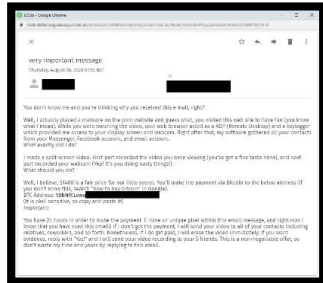 very important message
Thursday, August 06, 2020
To
You don't know me and you're thinking why you received this email, right?
Well, I actually placed a malware on the porn website and guess what, you visited this web site to have fun (you know
what I mean). While you were watching the video, your web browser acted as a RDP (Remote Desktop) and a keylogger
which provided me access to your display screen and webcam. Right after that, my software gathered all your contacts
from your Messenger, Facebook account, and email account.
What exactly did I do?
I made a split-screen video. First part recorded the video you were viewing (you've got a fine taste haha), and next
part recorded your webcam (Yep! It's you doing nasty things!).
What should you do?
Well, I believe, is a fair price for our little secret. You'll make the payment via Bitcoin to the below address (if
you don't know this, search "how to buy bitcoin" in Google).
BTC Address:
(It is cAsE sensitive, so copy and paste it)
Important:
You have 24 hours in order to make the payment. (I have an unique pixel within this email message, and right now I
know that you have read this email). If I don't get the payment, I will send your video to all of your contacts including
relatives, coworkers, and so forth. Nonetheless, if I do get paid, I will erase the video immediately. If you want
evidence, reply with "Yes!" and I will send your video recording to your 5 friends. This is a non-negotiable offer, so
don't waste my time and yours by replying to this email.